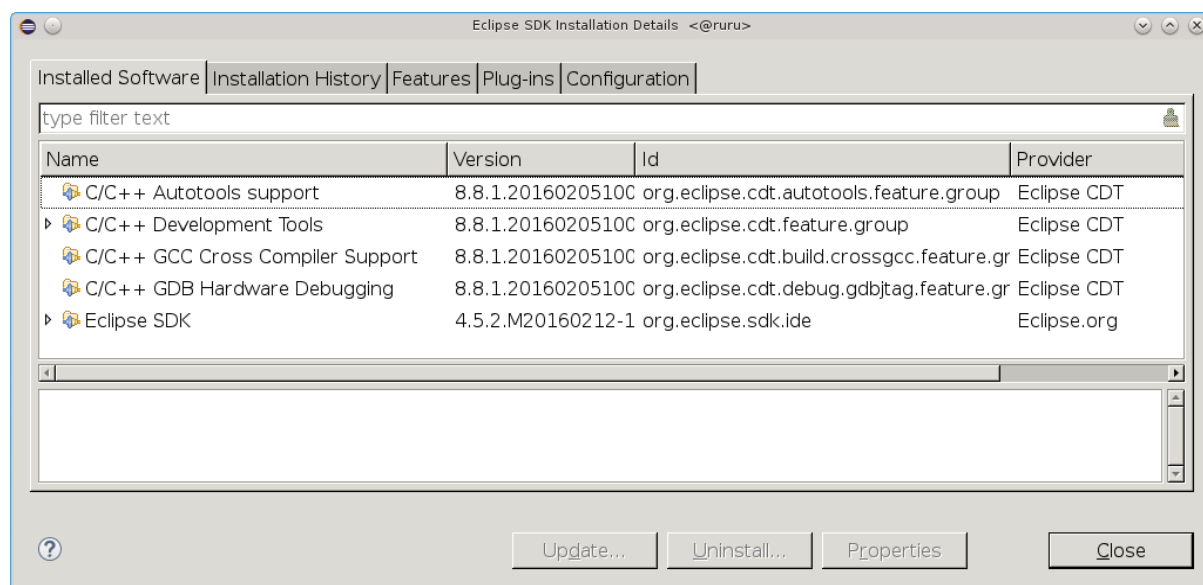 Eclipse SDK Installation Details <@ruru>
Installed Software Installation History Features Plug-ins Configuration
type filter text
Name Version Id Provider
C/C++ Autotools support 8.8.1.20160205100 org.eclipse.cdt.autotools.feature.group Eclipse CDT
C/C++ Development Tools 8.8.1.20160205100 org.eclipse.cdt.feature.group Eclipse CDT
C/C++ GCC Cross Compiler Support 8.8.1.20160205100 org.eclipse.cdt.build.crossgcc.feature.gr Eclipse CDT
C/C++ GDB Hardware Debugging 8.8.1.20160205100 org.eclipse.cdt.debug.gdbjtag.feature.gr Eclipse CDT
Eclipse SDK 4.5.2.M20160212-1 org.eclipse.sdk.ide Eclipse.org
? Update... Uninstall... Properties Close